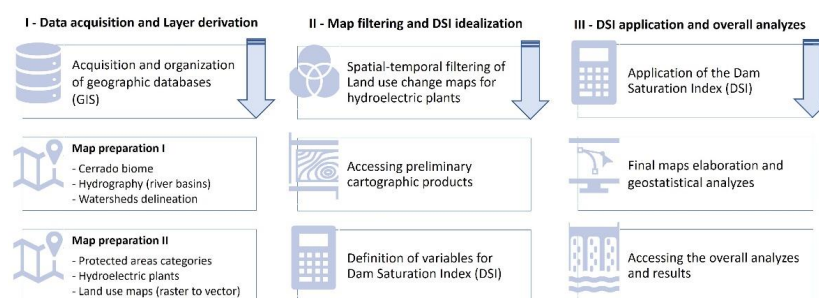 I - Data acquisition and Layer derivation
Acquisition and organization
of geographic databases
(GIS)
Map preparation I
- Cerrado biome
- Hydrography (river basins)
- Watersheds delineation
Map preparation II
- Protected areas categories
- Hydroelectric plants
- Land use maps (raster to vector)
II - Map filtering and DSI idealization
Spatial-temporal filtering of
Land use change maps for
hydroelectric plants
Accessing preliminary
cartographic products
Definition of variables for
Dam Saturation Index (DSI)
III - DSI application and overall analyzes
Application of the Dam
Saturation Index (DSI)
Final maps elaboration and
geostatistical analyzes
Accessing the overall analyzes
and results